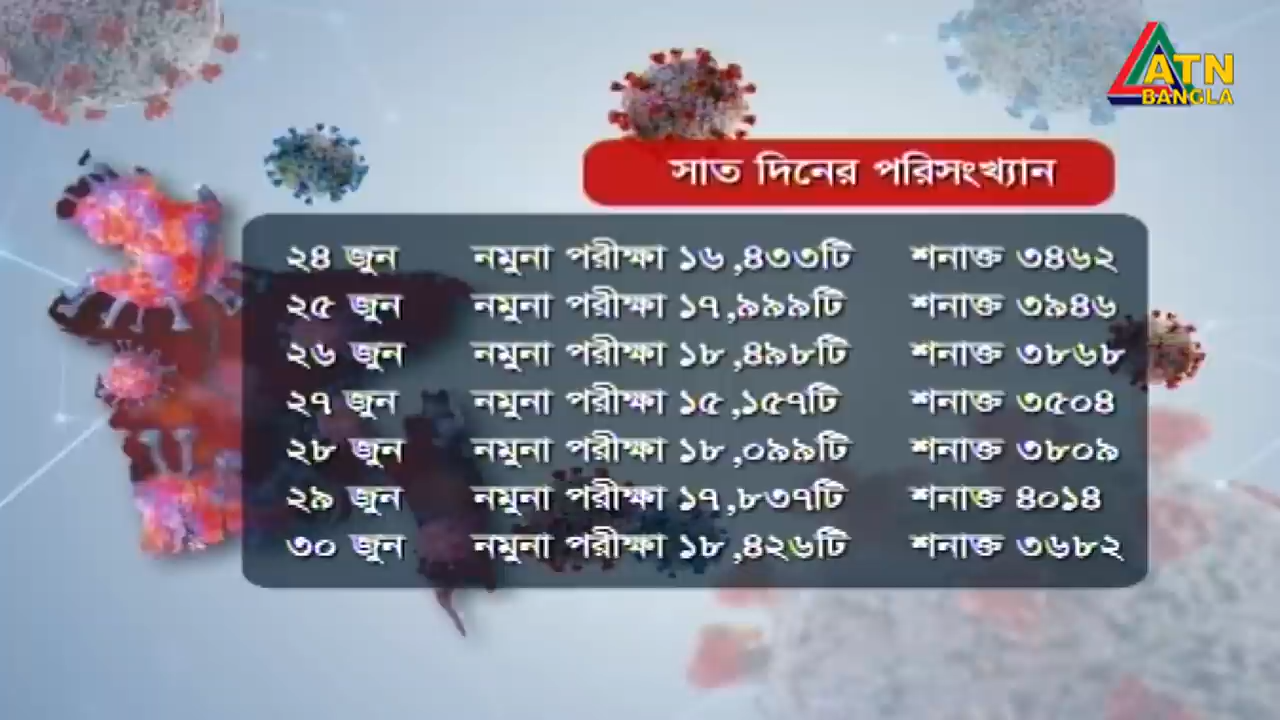 ATN
BANGLA
সাত দিনের পরিসংখ্যান
২৪ জুন নমুনা পরীক্ষা ১৬,৪৩৩টি শনাক্ত ৩৪৬২
২৫ জুন নমুনা পরীক্ষা ১৭,৯৯৯টি শনাক্ত ৩৯৪৬
২৬ জুন নমুনা পরীক্ষা ১৮,৪৯৮টি শনাক্ত ৩৮৬৮
২৭ জুন নমুনা পরীক্ষা ১৫,১৫৭টি শনাক্ত ৩৫০৪
২৮ জুন নমুনা পরীক্ষা ১৮,০৯৯টি শনাক্ত ৩৮০৯
২৯ জুন নমুনা পরীক্ষা ১৭,৮৩৭টি শনাক্ত ৪০১৪
৩০ জুন নমুনা পরীক্ষা ১৮,৪২৬টি শনাক্ত ৩৬৮২